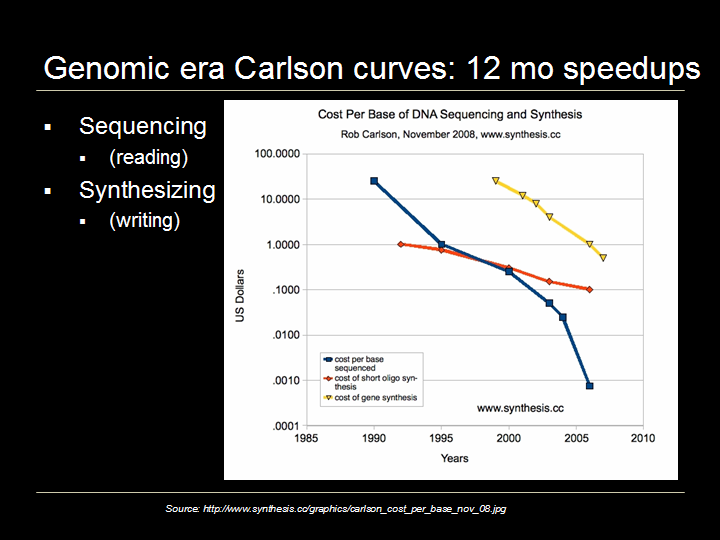 Genomic era Carlson curves: 12 mo speedups
▪ Sequencing
▪ (reading)
▪ Synthesizing
▪ (writing)
Cost Per Base of DNA Sequencing and Synthesis
Rob Carlson, November 2008, www.synthesis.cc
100.0000
10.0000
1.0000
.1000
.0100
.0010
.0001
US Dollars
cost per base
sequenced
cost of short oligo syn-
thesis
cost of gene synthesis
www.synthesis.cc
1985 1990 1995 2000 2005 2010
Years
Source: http://www.synthesis.cc/graphics/carlson_cost_per_base_nov_08.jpg